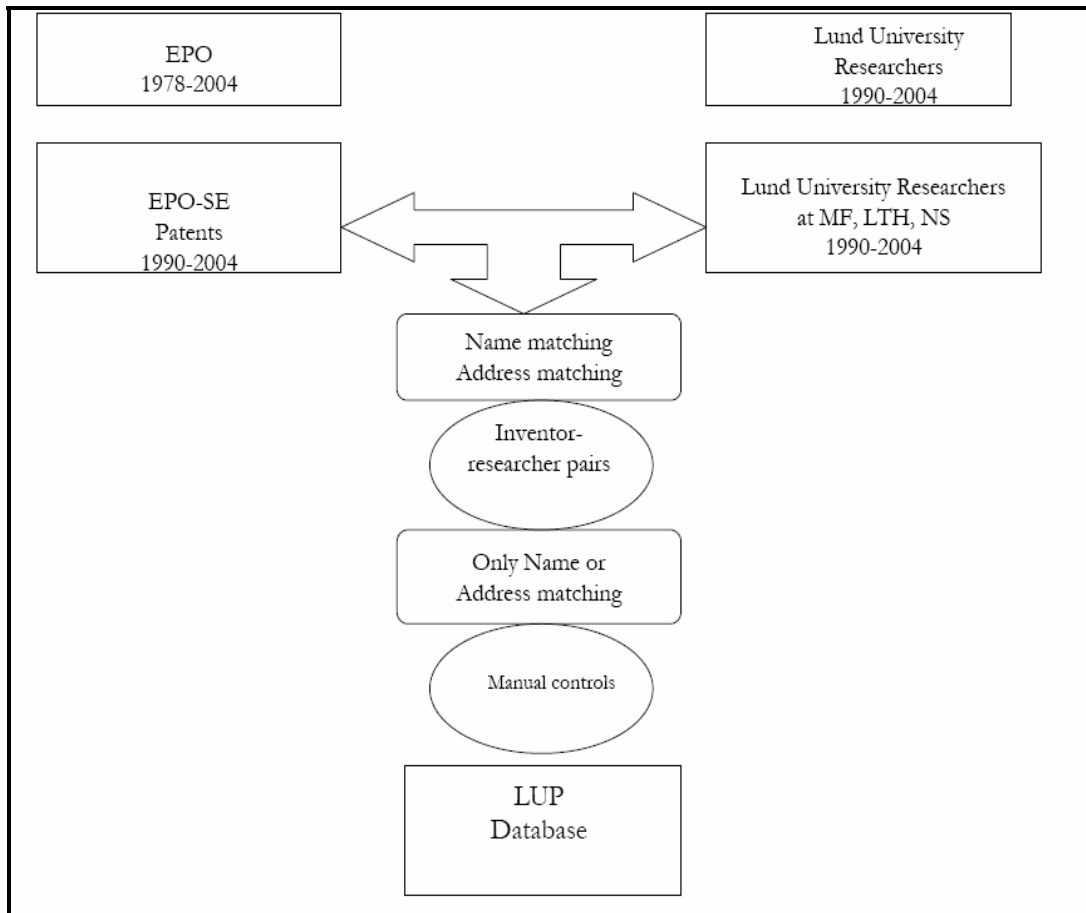 EPO
1978-2004
Lund University
Researchers
1990-2004
EPO-SE
Patents
1990-2004
Lund University Researchers
at MF, LTH, NS
1990-2004
Name matching
Address matching
Inventor-
researcher pairs
Only Name or
Address matching
Manual controls
LUP
Database